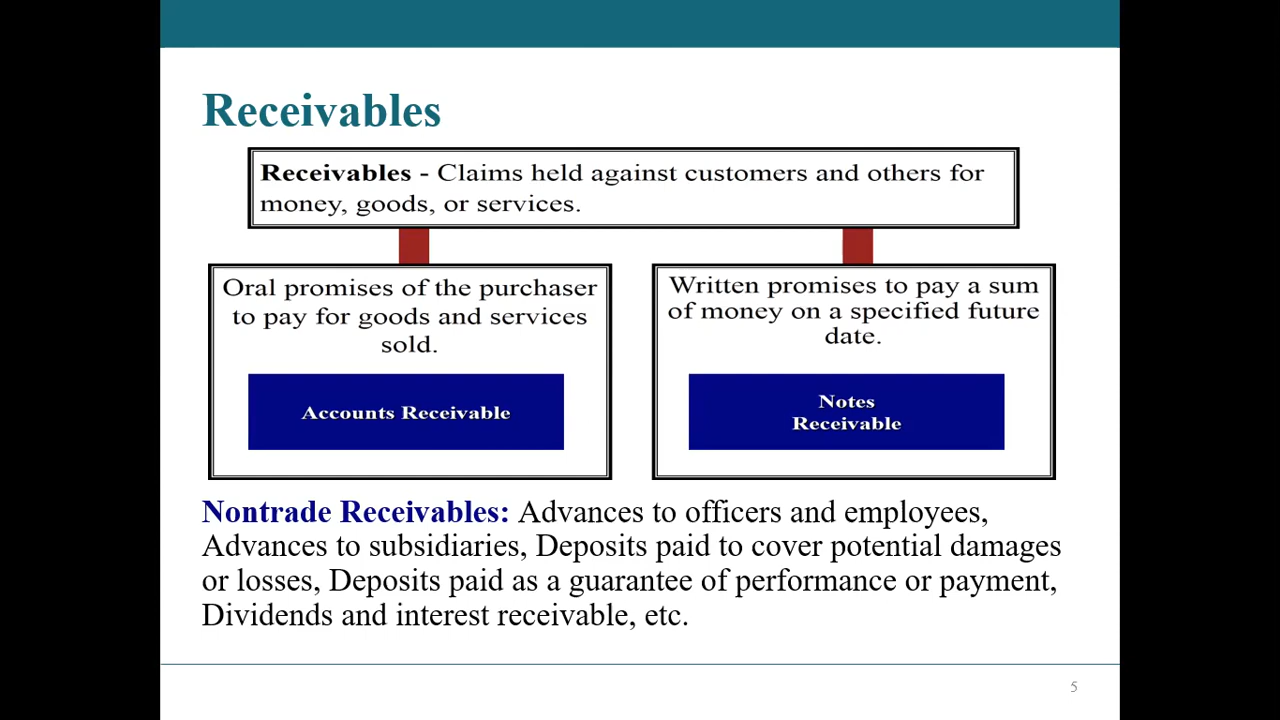 Receivables
Receivables - Claims held against customers and others for
money, goods, or services.
Oral promises of the purchaser
to pay for goods and services
sold.
Accounts Receivable
Written promises to pay a sum
of money on a specified future
date.
Notes
Receivable
Nontrade Receivables: Advances to officers and employees,
Advances to subsidiaries, Deposits paid to cover potential damages
or losses, Deposits paid as a guarantee of performance or payment,
Dividends and interest receivable, etc.
5